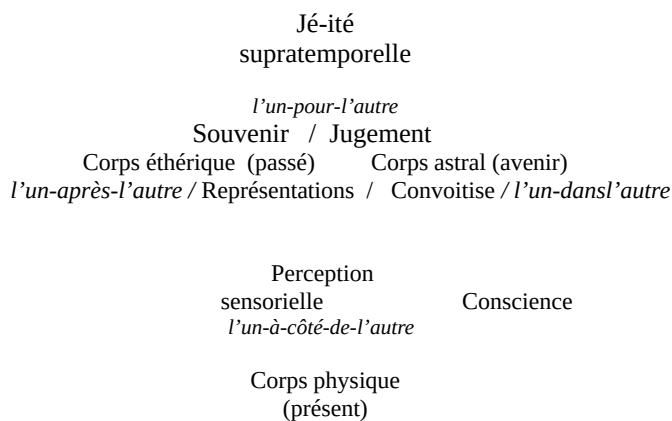 Jé-ité
supratemporelle
l’un-pour-l’autre
Souvenir / Jugement
Corps éthérique (passé) Corps astral (avenir)
l’un-après-l’autre / Représentations / Convoitise / l’un-dansl’autre
Perception
sensorielle Conscience
l’un-à-côté-de-l’autre
Corps physique
(présent)